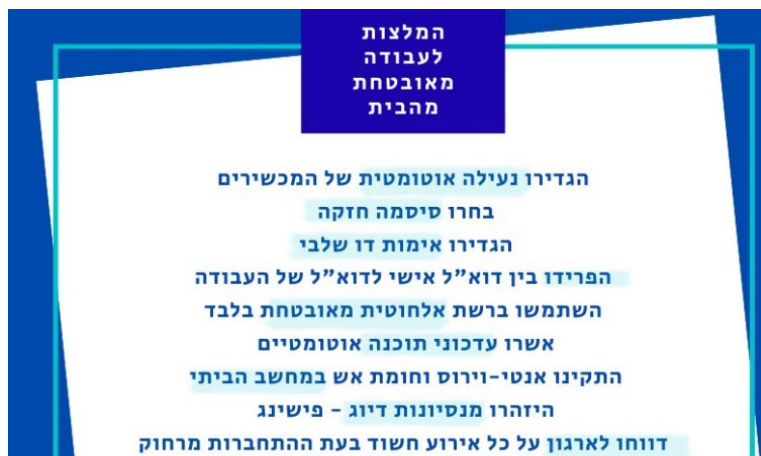 המלצות
לעבודה
מאובטחת
מהבית
הגדירו נעילה אוטומטית של המכשירים
בחרו סיסמה חזקה
הגדירו אימות דו שלבי
הפרידו בין דוא״ל אישי לדוא״ל של העבודה
השתמשו ברשת אלחוטית מאובטחת בלבד
אשרו עדכוני תוכנה אוטומטיים
התקינו אנטי-וירוס וחומת אש במחשב הביתי
היזהרו מנסיונות דיוג - פישינג
דווחו לארגון על כל אירוע חשוד בעת ההתחברות מרחוק